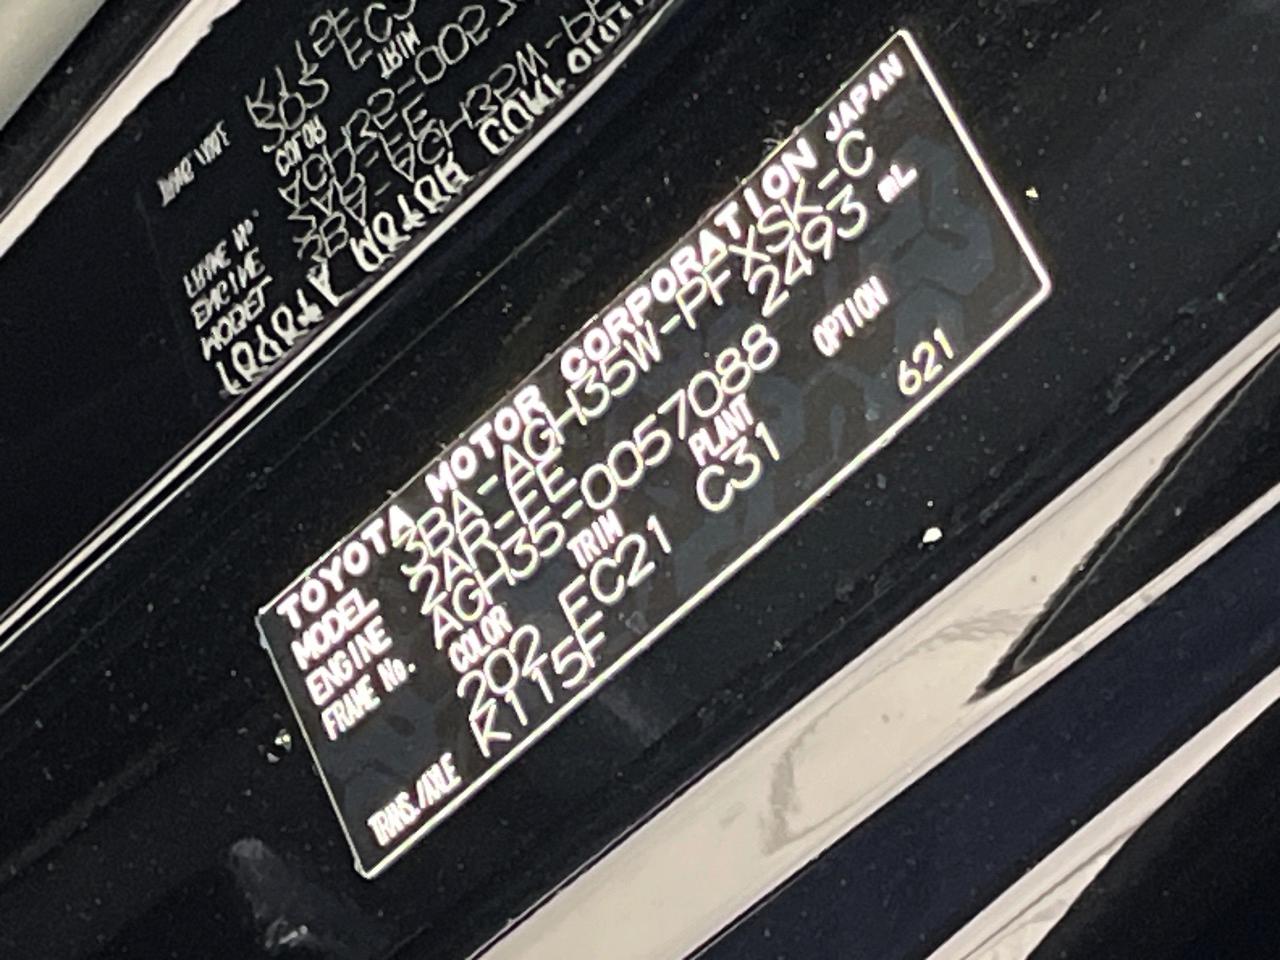 TOYOTA MOTOR CORPORATION JAPAN
MODEL 3BA-AGH35W-PFXSK-C
ENGINE 2AR-FE 2493 mL
FRAME No. AGH35-0057088
COLOR TRIM PLANT OPTION
202 EC21 C31 621
TRANS./AXLE K115F